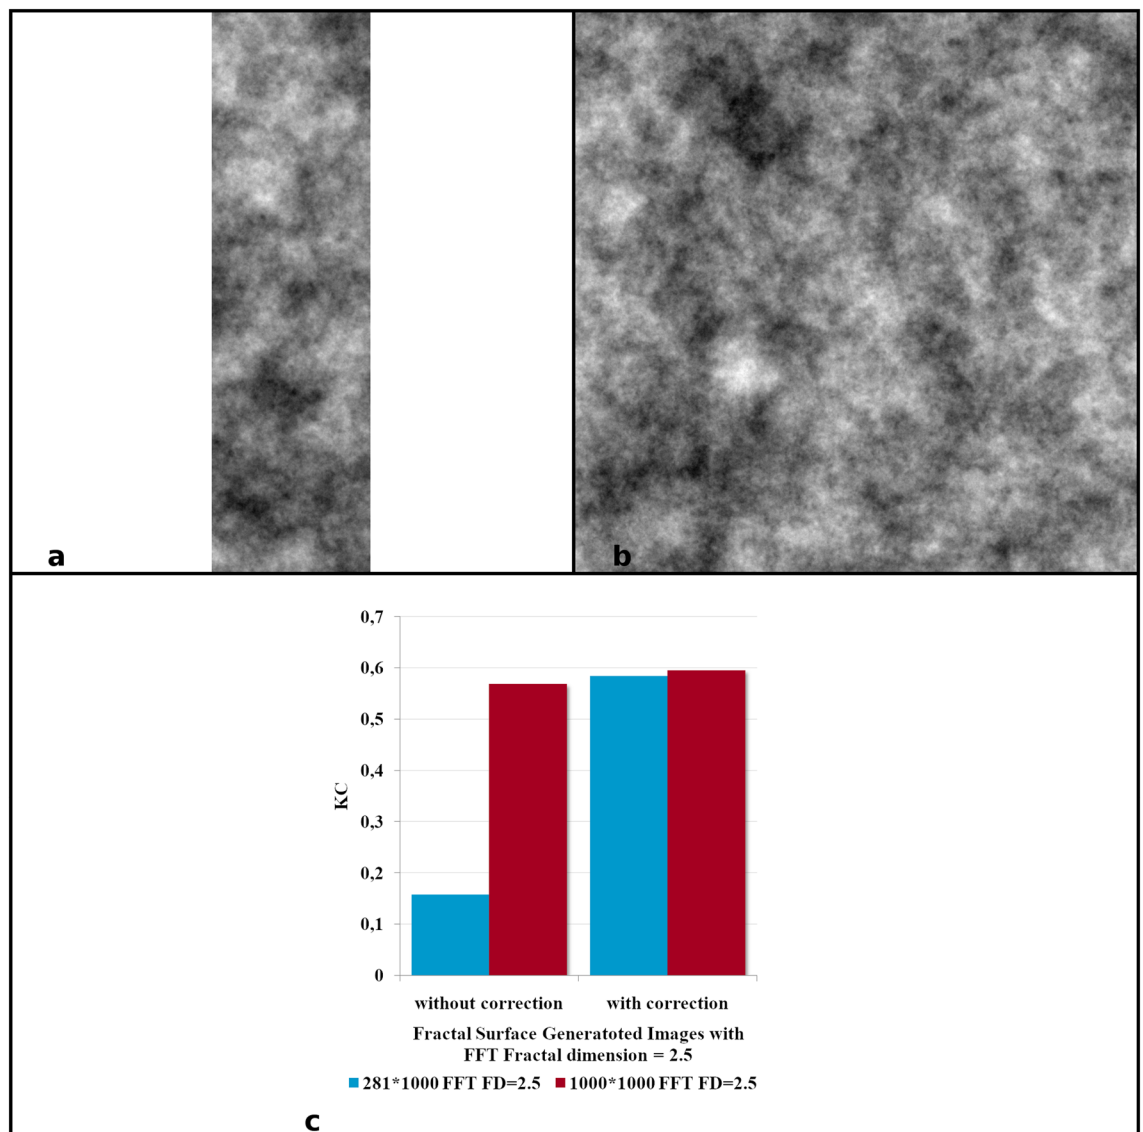 a
b
0,7
0,6
0,5
0,4
0,3
0,2
0,1
0
KC
without correction
with correction
Fractal Surface Generatoted Images with
FFT Fractal dimension = 2.5
281*1000 FFT FD=2.5
1000*1000 FFT FD=2.5
c